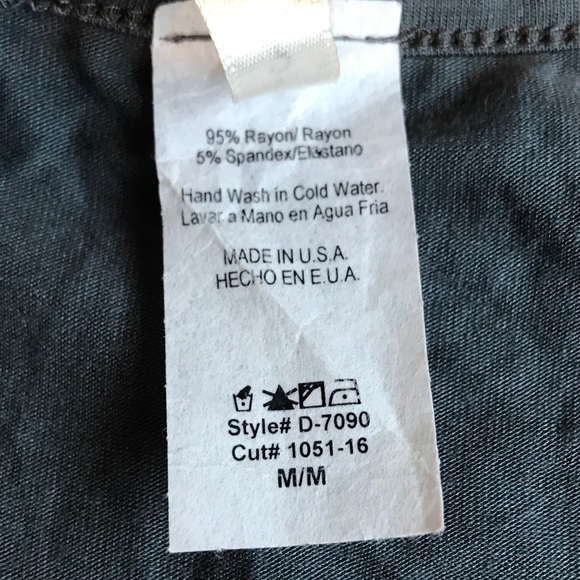 95% Rayon/ Rayon
5% Spandex/Elastano
Hand Wash in Cold Water.
Lavar a Mano en Agua Fria
MADE IN U.S.A.
HECHO EN E.U.A.
Style# D-7090
Cut# 1051-16
M/M